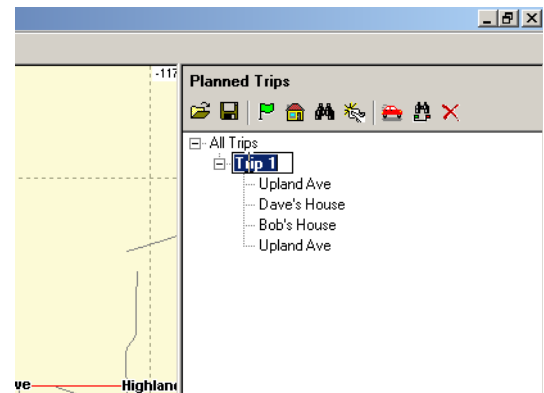 -117
Planned Trips
All Trips
Trip 1
Upland Ave
Dave's House
Bob's House
Upland Ave
ve
Highlan